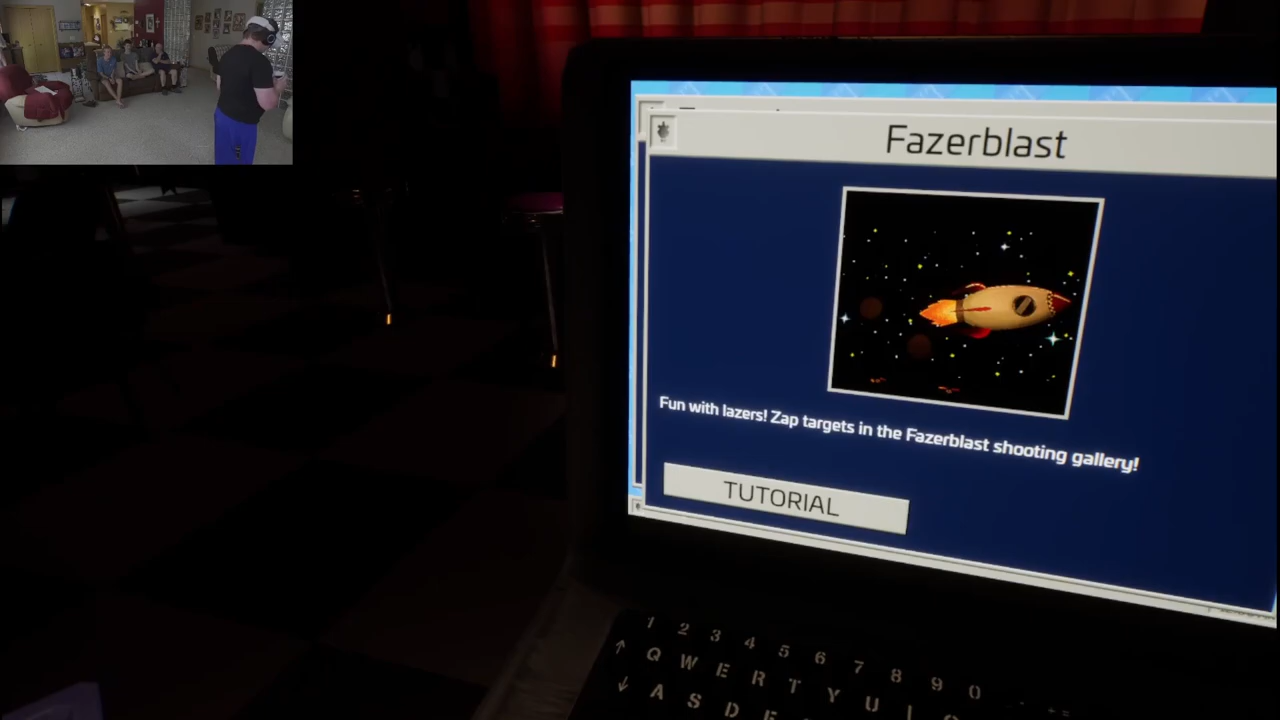 Fazerblast
Fun with lazers! Zap targets in the Fazerblast shooting gallery!
TUTORIAL
1 2 3 4 5 6 7 8 9 0
Q W E R T Y U I
A S D